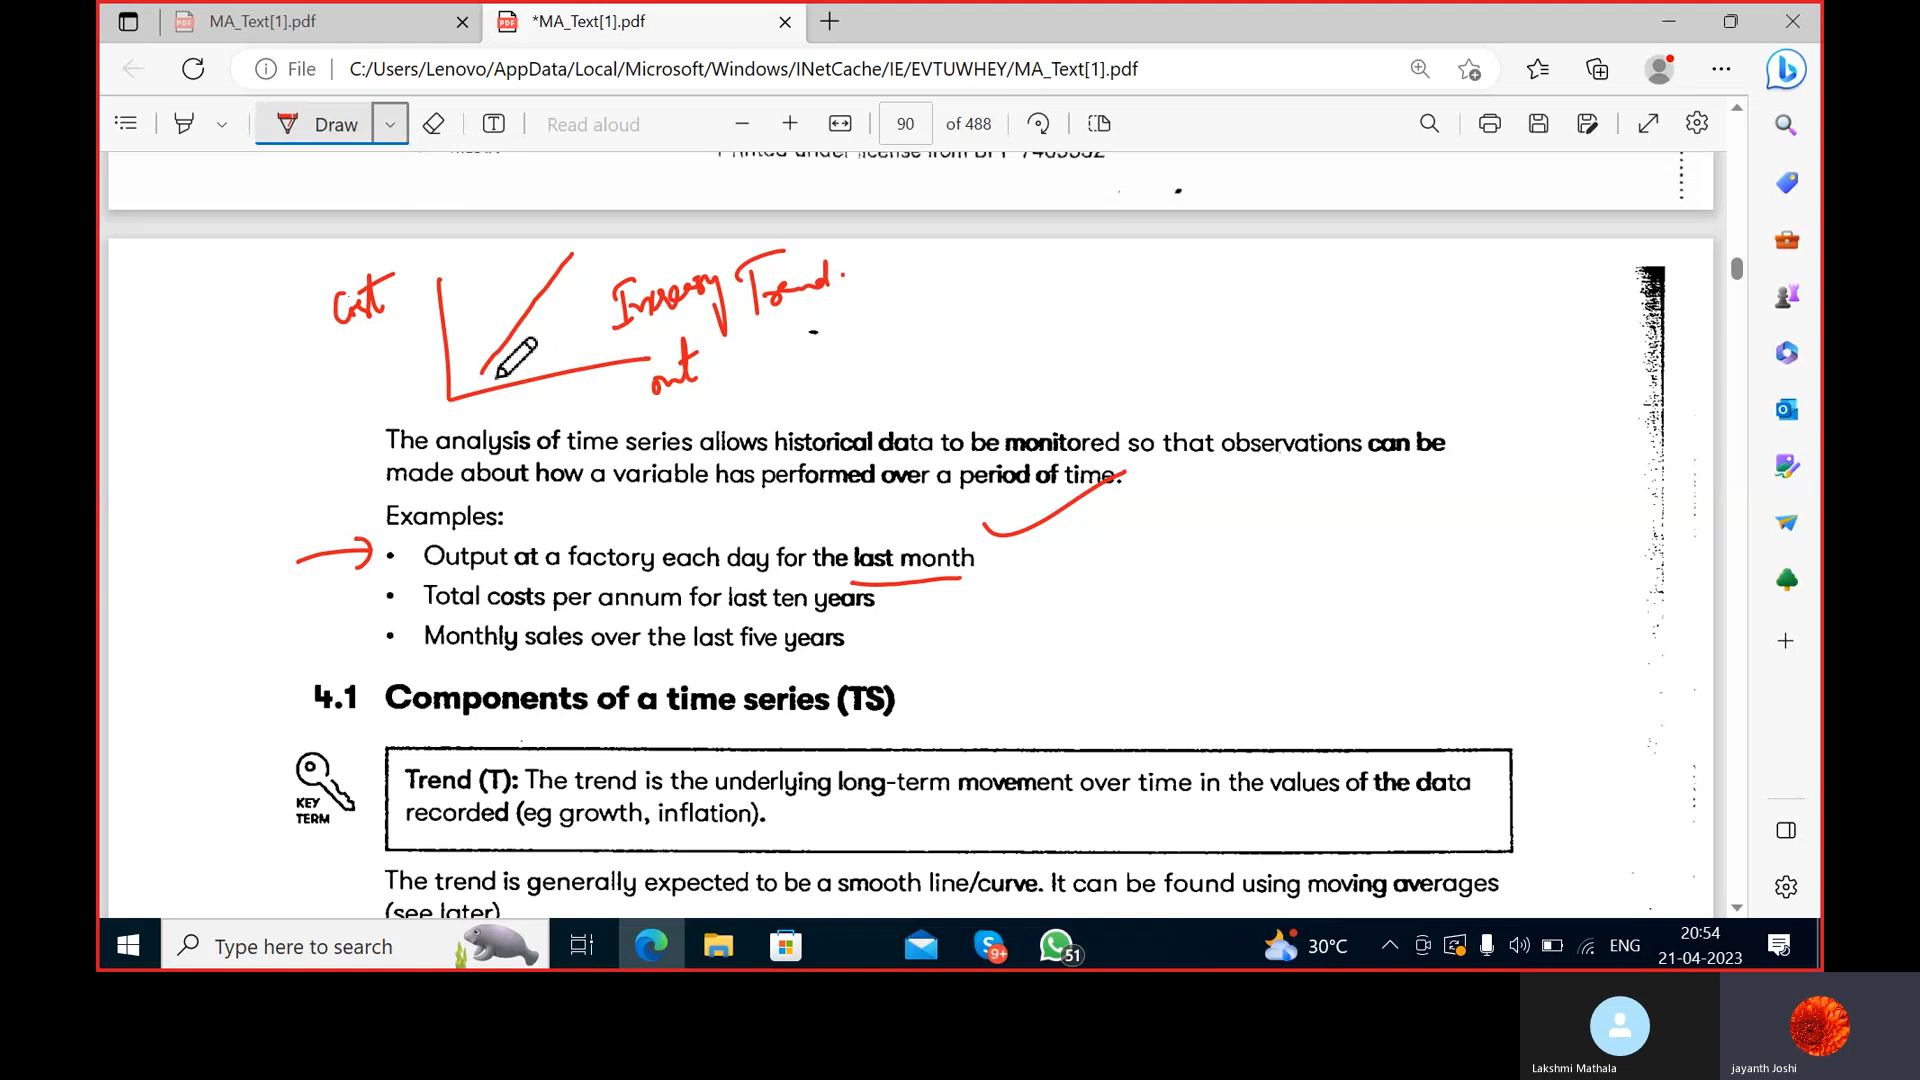 MA_Text[1].pdf
*MA_Text[1].pdf
File
C:/Users/Lenovo/AppData/Local/Microsoft/Windows/INetCache/IE/EVTUWHEY/MA_Text[1].pdf
Draw
Read aloud
90 of 488
Cost
Trend.
out
The analysis of time series allows historical data to be monitored so that observations can be
made about how a variable has performed over a period of time.
Examples:
• Output at a factory each day for the last month
• Total costs per annum for last ten years
• Monthly sales over the last five years
4.1 Components of a time series (TS)
KEY
TERM
Trend (T): The trend is the underlying long-term movement over time in the values of the data
recorded (eg growth, inflation).
The trend is generally expected to be a smooth line/curve. It can be found using moving averages
(see later)
Type here to search
9+
51
30°C
ENG
20:54
21-04-2023
Lakshmi Mathala
jayanth Joshi